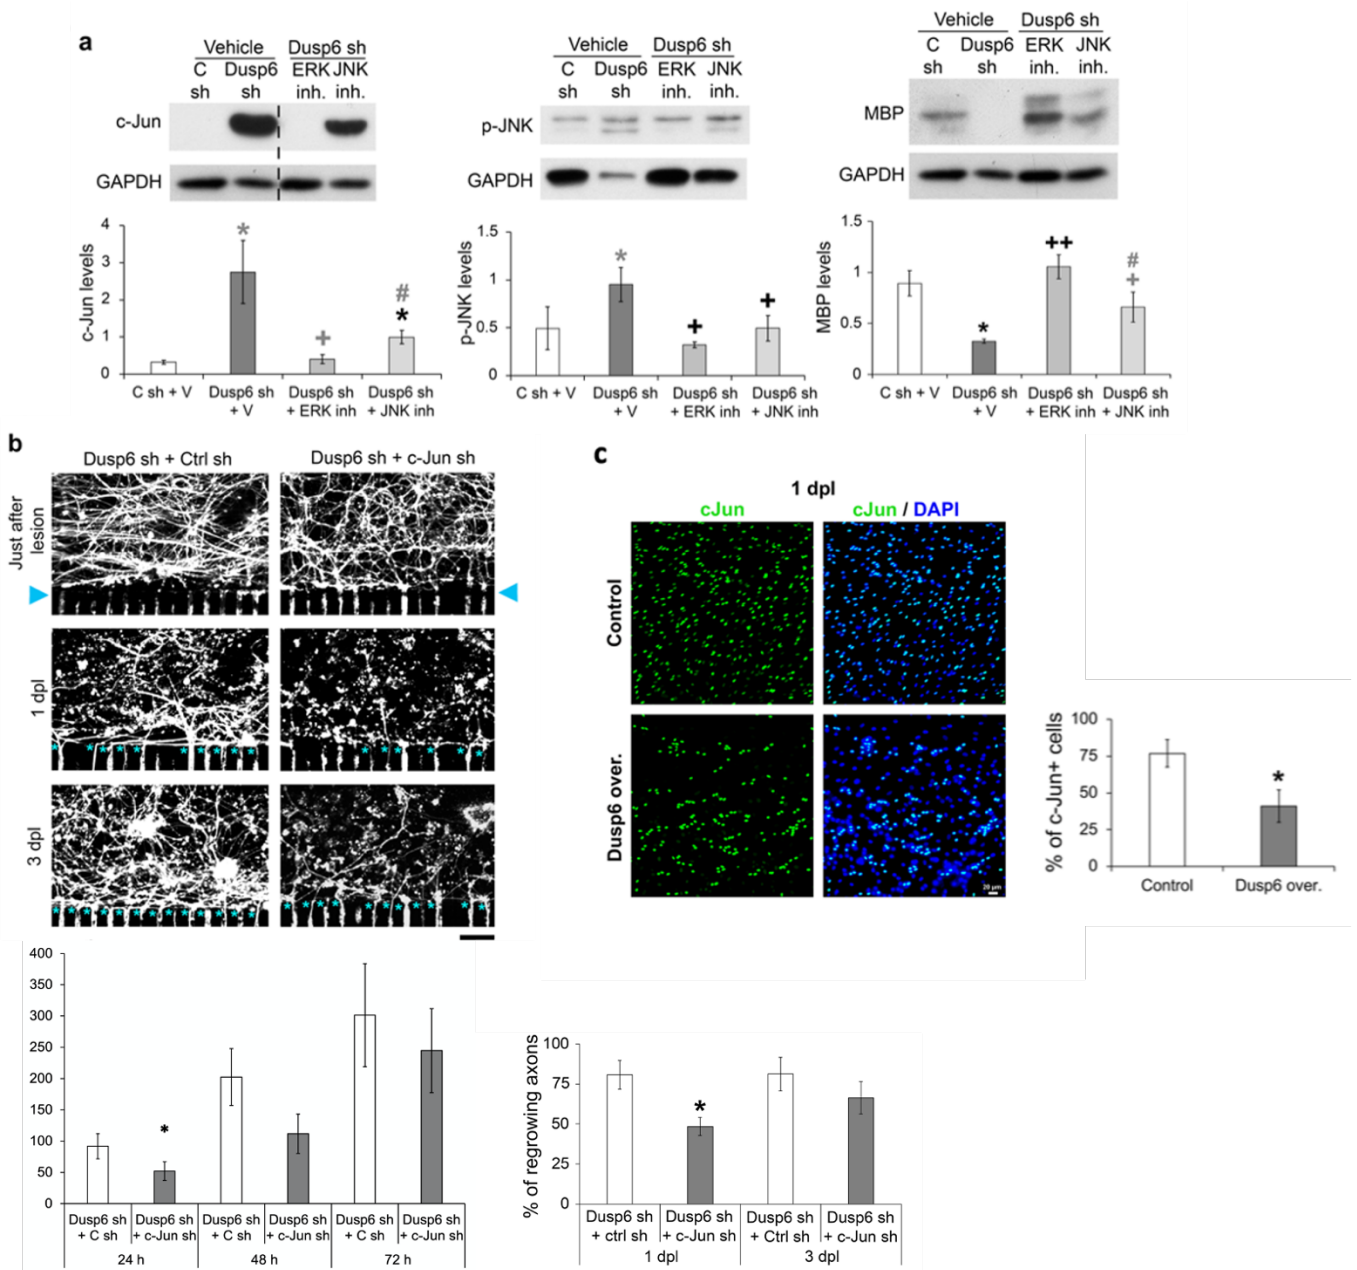 a
Vehicle Dusp6 sh
C Dusp6 ERK JNK
sh sh inh. inh.
c-Jun
GAPDH
c-Jun levels
4
3
2
1
0
*
+
#
*
C sh + V
Dusp6 sh
+ V
Dusp6 sh
+ ERK inh
Dusp6 sh
+ JNK inh
Vehicle Dusp6 sh
C Dusp6 ERK JNK
sh sh inh. inh.
p-JNK
GAPDH
p-JNK levels
1.5
1
0.5
0
*
+
+
C sh + V
Dusp6 sh
+ V
Dusp6 sh
+ ERK inh
Dusp6 sh
+ JNK inh
Vehicle Dusp6 sh
C Dusp6 ERK JNK
sh sh inh. inh.
MBP
GAPDH
MBP levels
1.5
1
0.5
0
*
++
#
+
C sh + V
Dusp6 sh
+ V
Dusp6 sh
+ ERK inh
Dusp6 sh
+ JNK inh
b
Dusp6 sh + Ctrl sh
Dusp6 sh + c-Jun sh
Just after
lesion
1 dpl
3 dpl
400
350
300
250
200
150
100
50
0
*
Dusp6 sh
+ C sh
Dusp6 sh
+ c-Jun sh
Dusp6 sh
+ C sh
Dusp6 sh
+ c-Jun sh
Dusp6 sh
+ C sh
Dusp6 sh
+ c-Jun sh
24 h
48 h
72 h
% of regrowing axons
100
75
50
25
0
*
Dusp6 sh
+ ctrl sh
Dusp6 sh
+ c-Jun sh
Dusp6 sh
+ Ctrl sh
Dusp6 sh
+ c-Jun sh
1 dpl
3 dpl
c
1 dpl
cJun
cJun / DAPI
Control
Dusp6 over.
20 µm
% of c-Jun+ cells
100
75
50
25
0
*
Control
Dusp6 over.